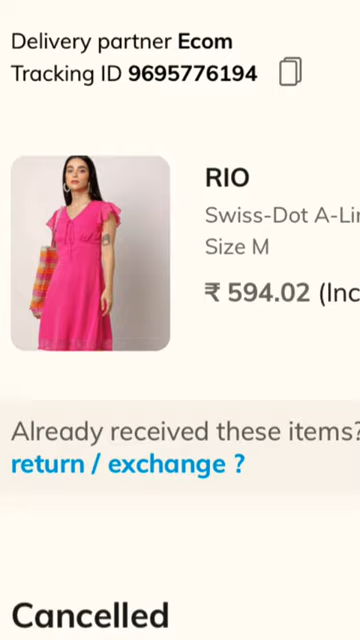 Delivery partner Ecom
Tracking ID 9695776194
RIO
Swiss-Dot A-Lin
Size M
₹ 594.02 (Inc
Already received these items?
return / exchange ?
Cancelled